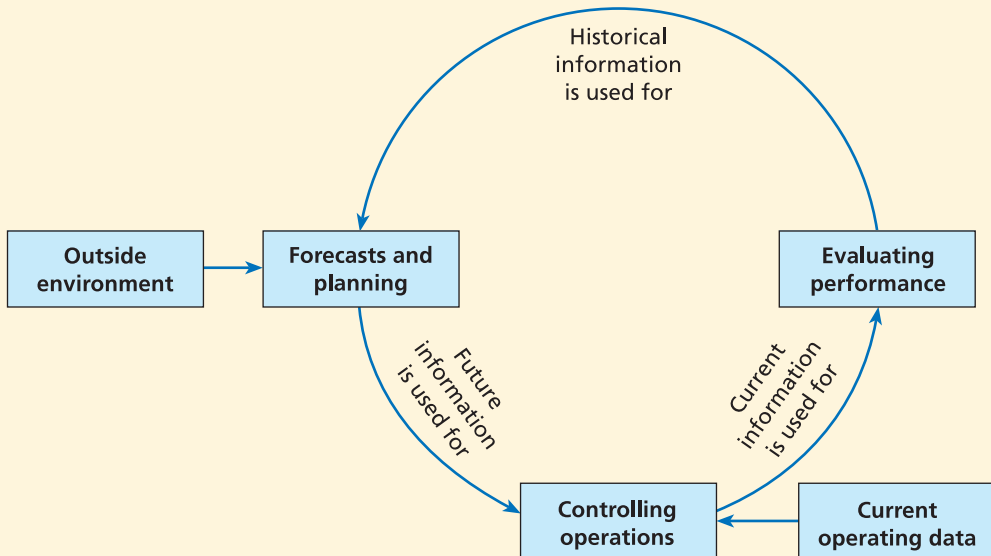 Historical
information
is used for
Outside
environment
Forecasts and
planning
Evaluating
performance
Future
information
is used for
Current
information
is used for
Controlling
operations
Current
operating data